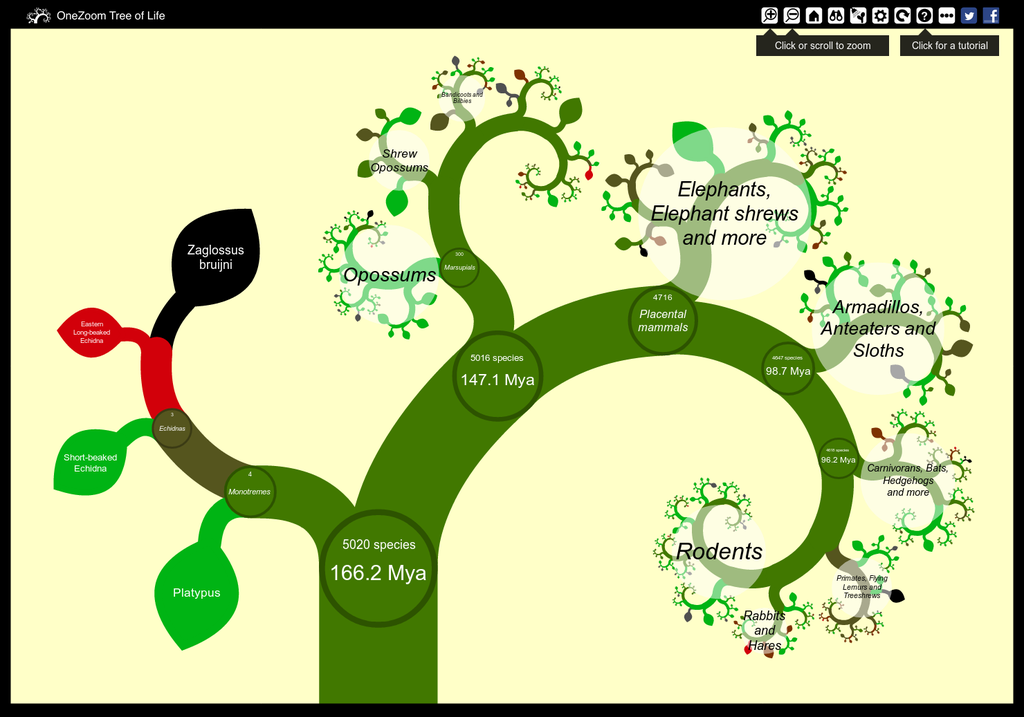 OneZoom Tree of Life
Click or scroll to zoom
Click for a tutorial
Bandicoots and
Bilbies
Shrew
Opossums
Opossums
300
Marsupials
Elephants,
Elephant shrews
and more
Zaglossus
bruijni
Eastern
Long-beaked
Echidna
3
Echidnas
Short-beaked
Echidna
4
Monotremes
Platypus
5020 species
166.2 Mya
5016 species
147.1 Mya
4716
Placental
mammals
4647 species
98.7 Mya
Armadillos,
Anteaters and
Sloths
96.2 Mya
Carnivorans, Bats,
Hedgehogs
and more
Primates, Flying
Lemurs and
Treeshrews
Rodents
Rabbits
and
Hares